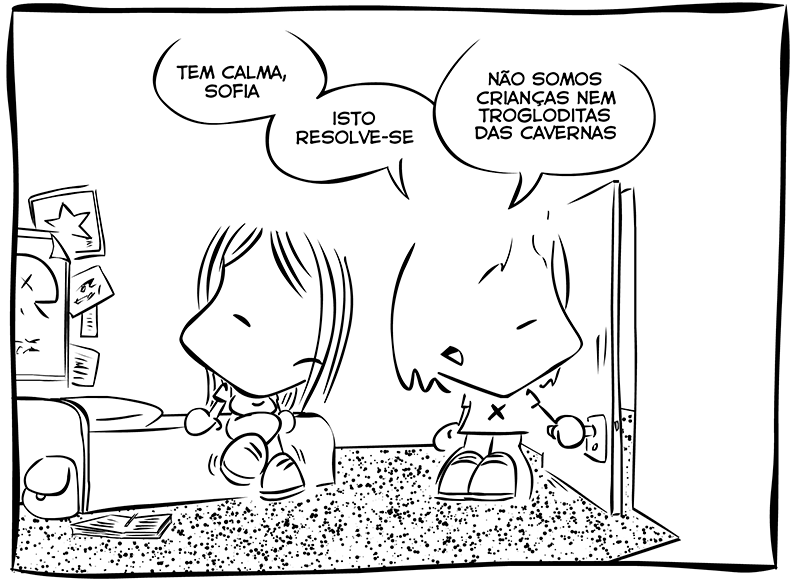 TEM CALMA,
SOFIA
ISTO
RESOLVE-SE
NÃO SOMOS
CRIANÇAS NEM
TROGLODITAS
DAS CAVERNAS